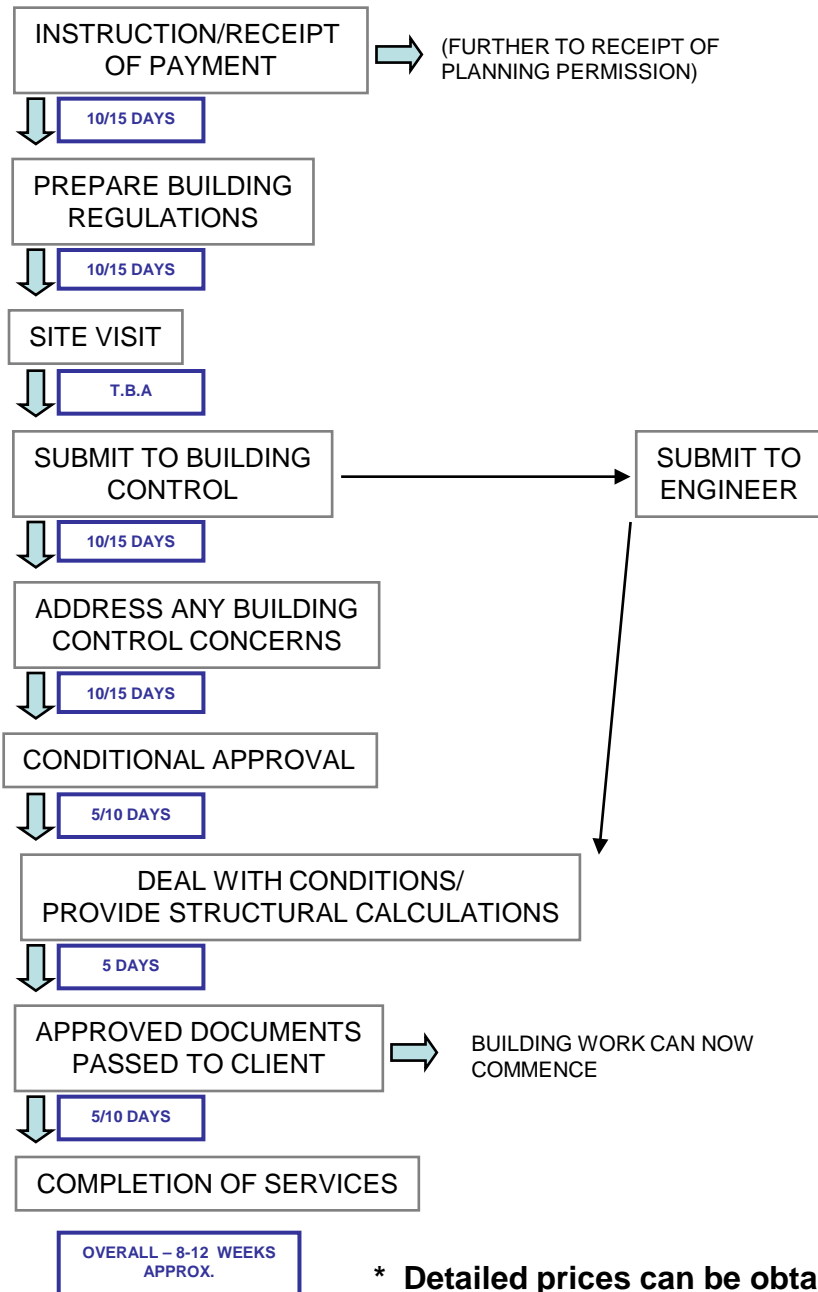 INSTRUCTION/RECEIPT
OF PAYMENT
(FURTHER TO RECEIPT OF
PLANNING PERMISSION)
10/15 DAYS
PREPARE BUILDING
REGULATIONS
10/15 DAYS
SITE VISIT
T.B.A
SUBMIT TO BUILDING
CONTROL
SUBMIT TO
ENGINEER
10/15 DAYS
ADDRESS ANY BUILDING
CONTROL CONCERNS
10/15 DAYS
CONDITIONAL APPROVAL
5/10 DAYS
DEAL WITH CONDITIONS/
PROVIDE STRUCTURAL CALCULATIONS
5 DAYS
APPROVED DOCUMENTS
PASSED TO CLIENT
BUILDING WORK CAN NOW
COMMENCE
5/10 DAYS
COMPLETION OF SERVICES
OVERALL – 8-12 WEEKS
APPROX.
* Detailed prices can be